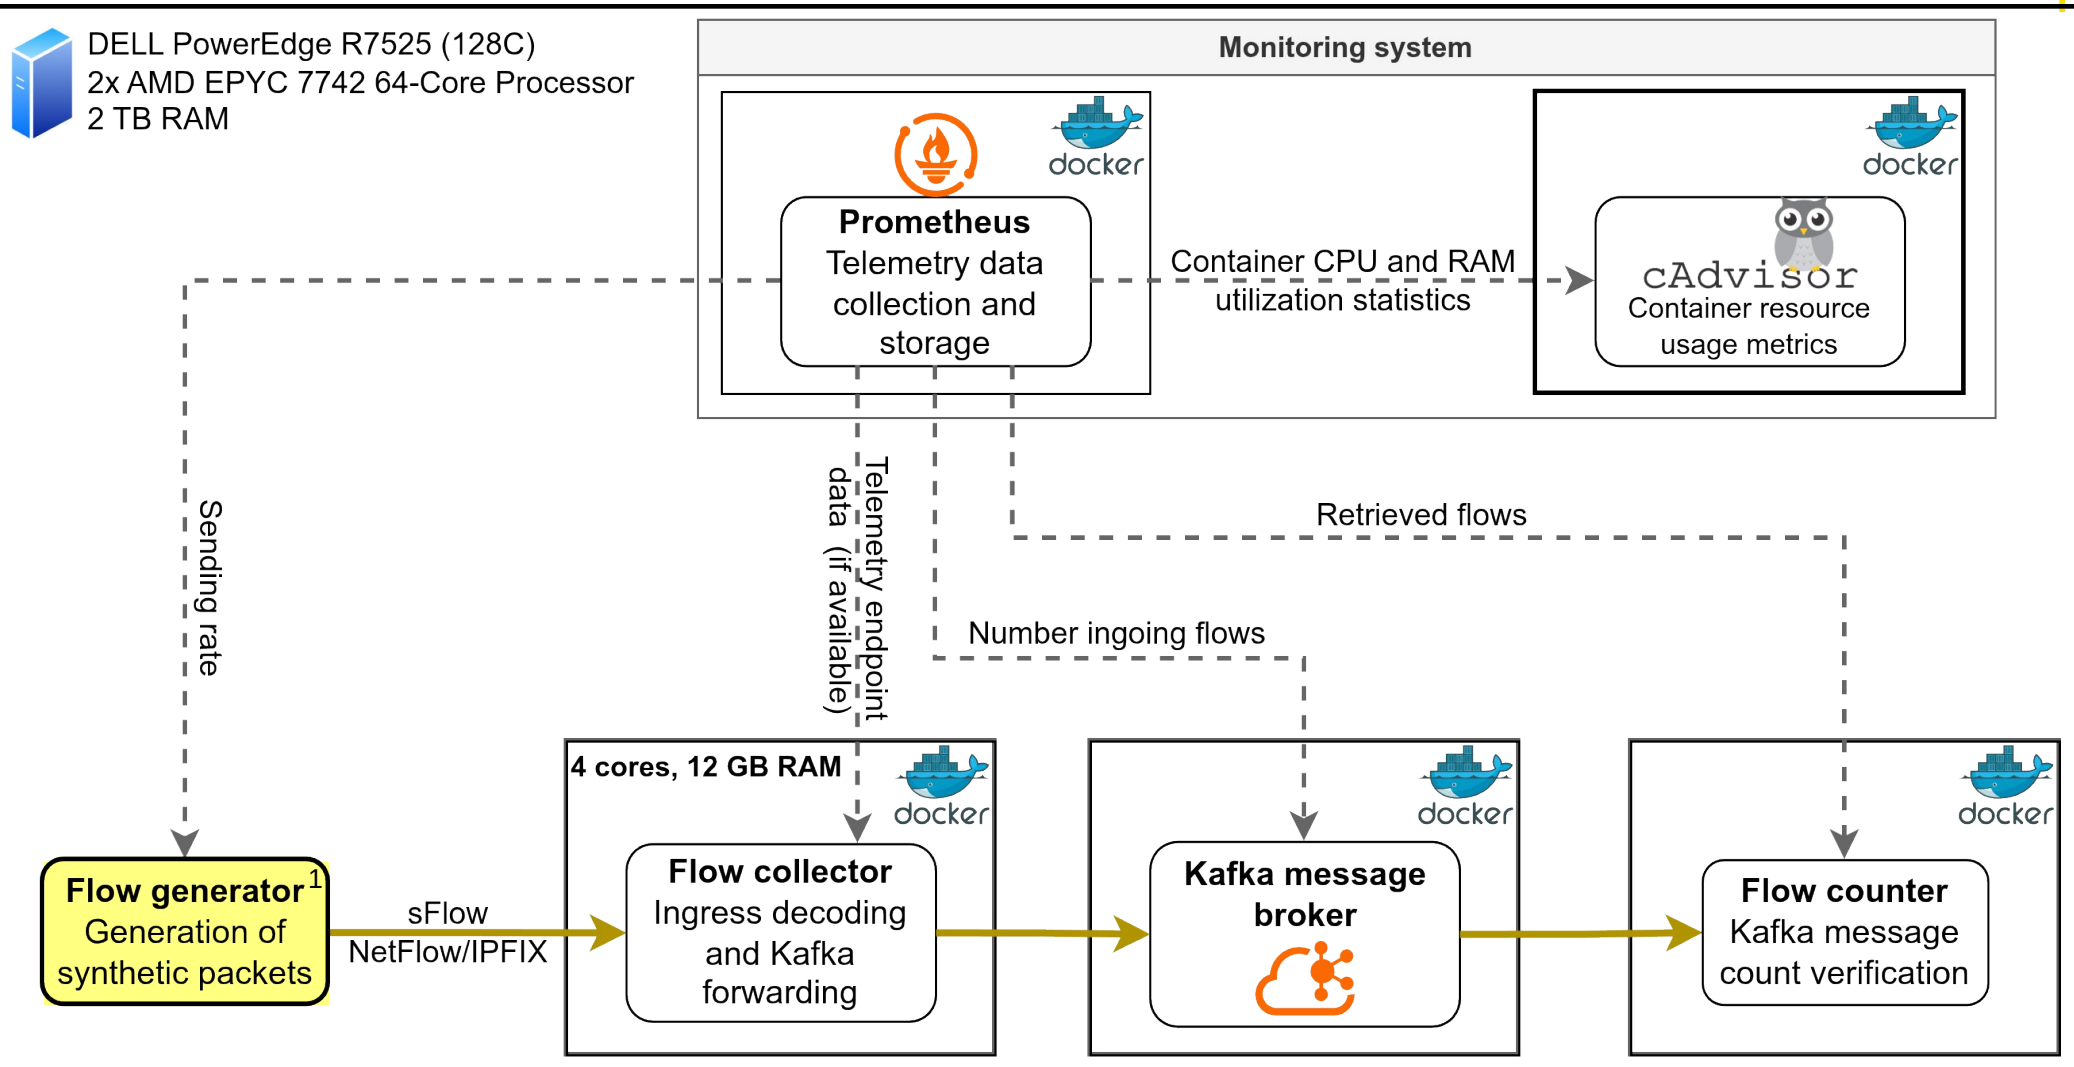 DELL PowerEdge R7525 (128C)
2x AMD EPYC 7742 64-Core Processor
2 TB RAM
Monitoring system
docker
Prometheus
Telemetry data
collection and
storage
Container CPU and RAM
utilization statistics
docker
cAdvisor
Container resource
usage metrics
Sending rate
Telemetry endpoint
data (if available)
Number ingoing flows
Retrieved flows
Flow generator1
Generation of
synthetic packets
sFlow
NetFlow/IPFIX
4 cores, 12 GB RAM
docker
Flow collector
Ingress decoding
and Kafka
forwarding
docker
Kafka message
broker
docker
Flow counter
Kafka message
count verification